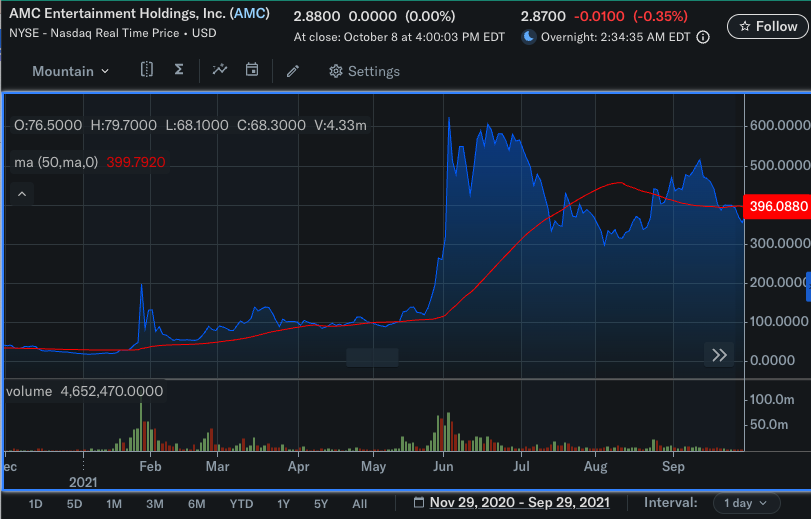 AMC Entertainment Holdings, Inc. (AMC)
NYSE - Nasdaq Real Time Price • USD
2.8800 0.0000 (0.00%)
At close: October 8 at 4:00:03 PM EDT
2.8700 -0.0100 (-0.35%)
Overnight: 2:34:35 AM EDT
Follow
Mountain
Settings
O:76.5000 H:79.7000 L:68.1000 C:68.3000 V:4.33m
ma (50,ma,0) 399.7920
600.0000
500.0000
396.0880
300.0000
200.0000
100.0000
0.0000
volume 4,652,470.0000
100.0m
50.0m
ec Feb Mar Apr May Jun Jul Aug Sep
2021
1D 5D 1M 3M 6M YTD 1Y 5Y All
Nov 29, 2020 - Sep 29, 2021
Interval: 1 day